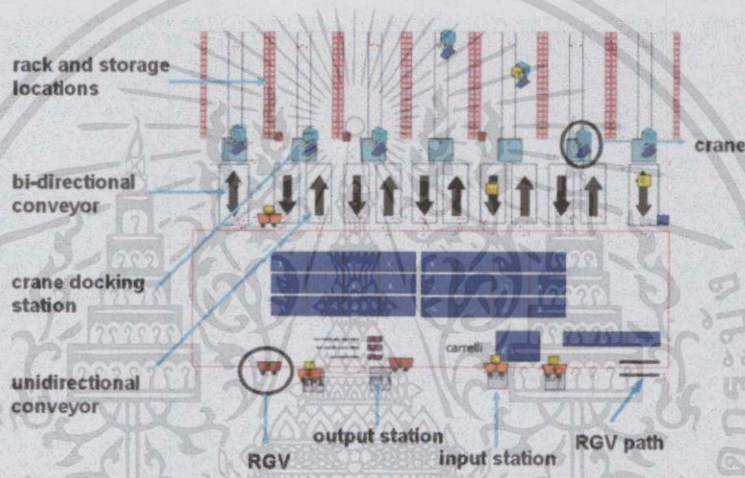 rack and storage
locations
crane
bi-directional
conveyor
crane docking
station
carrelli
unidirectional
conveyor
output station
input station
RGV path
RGV